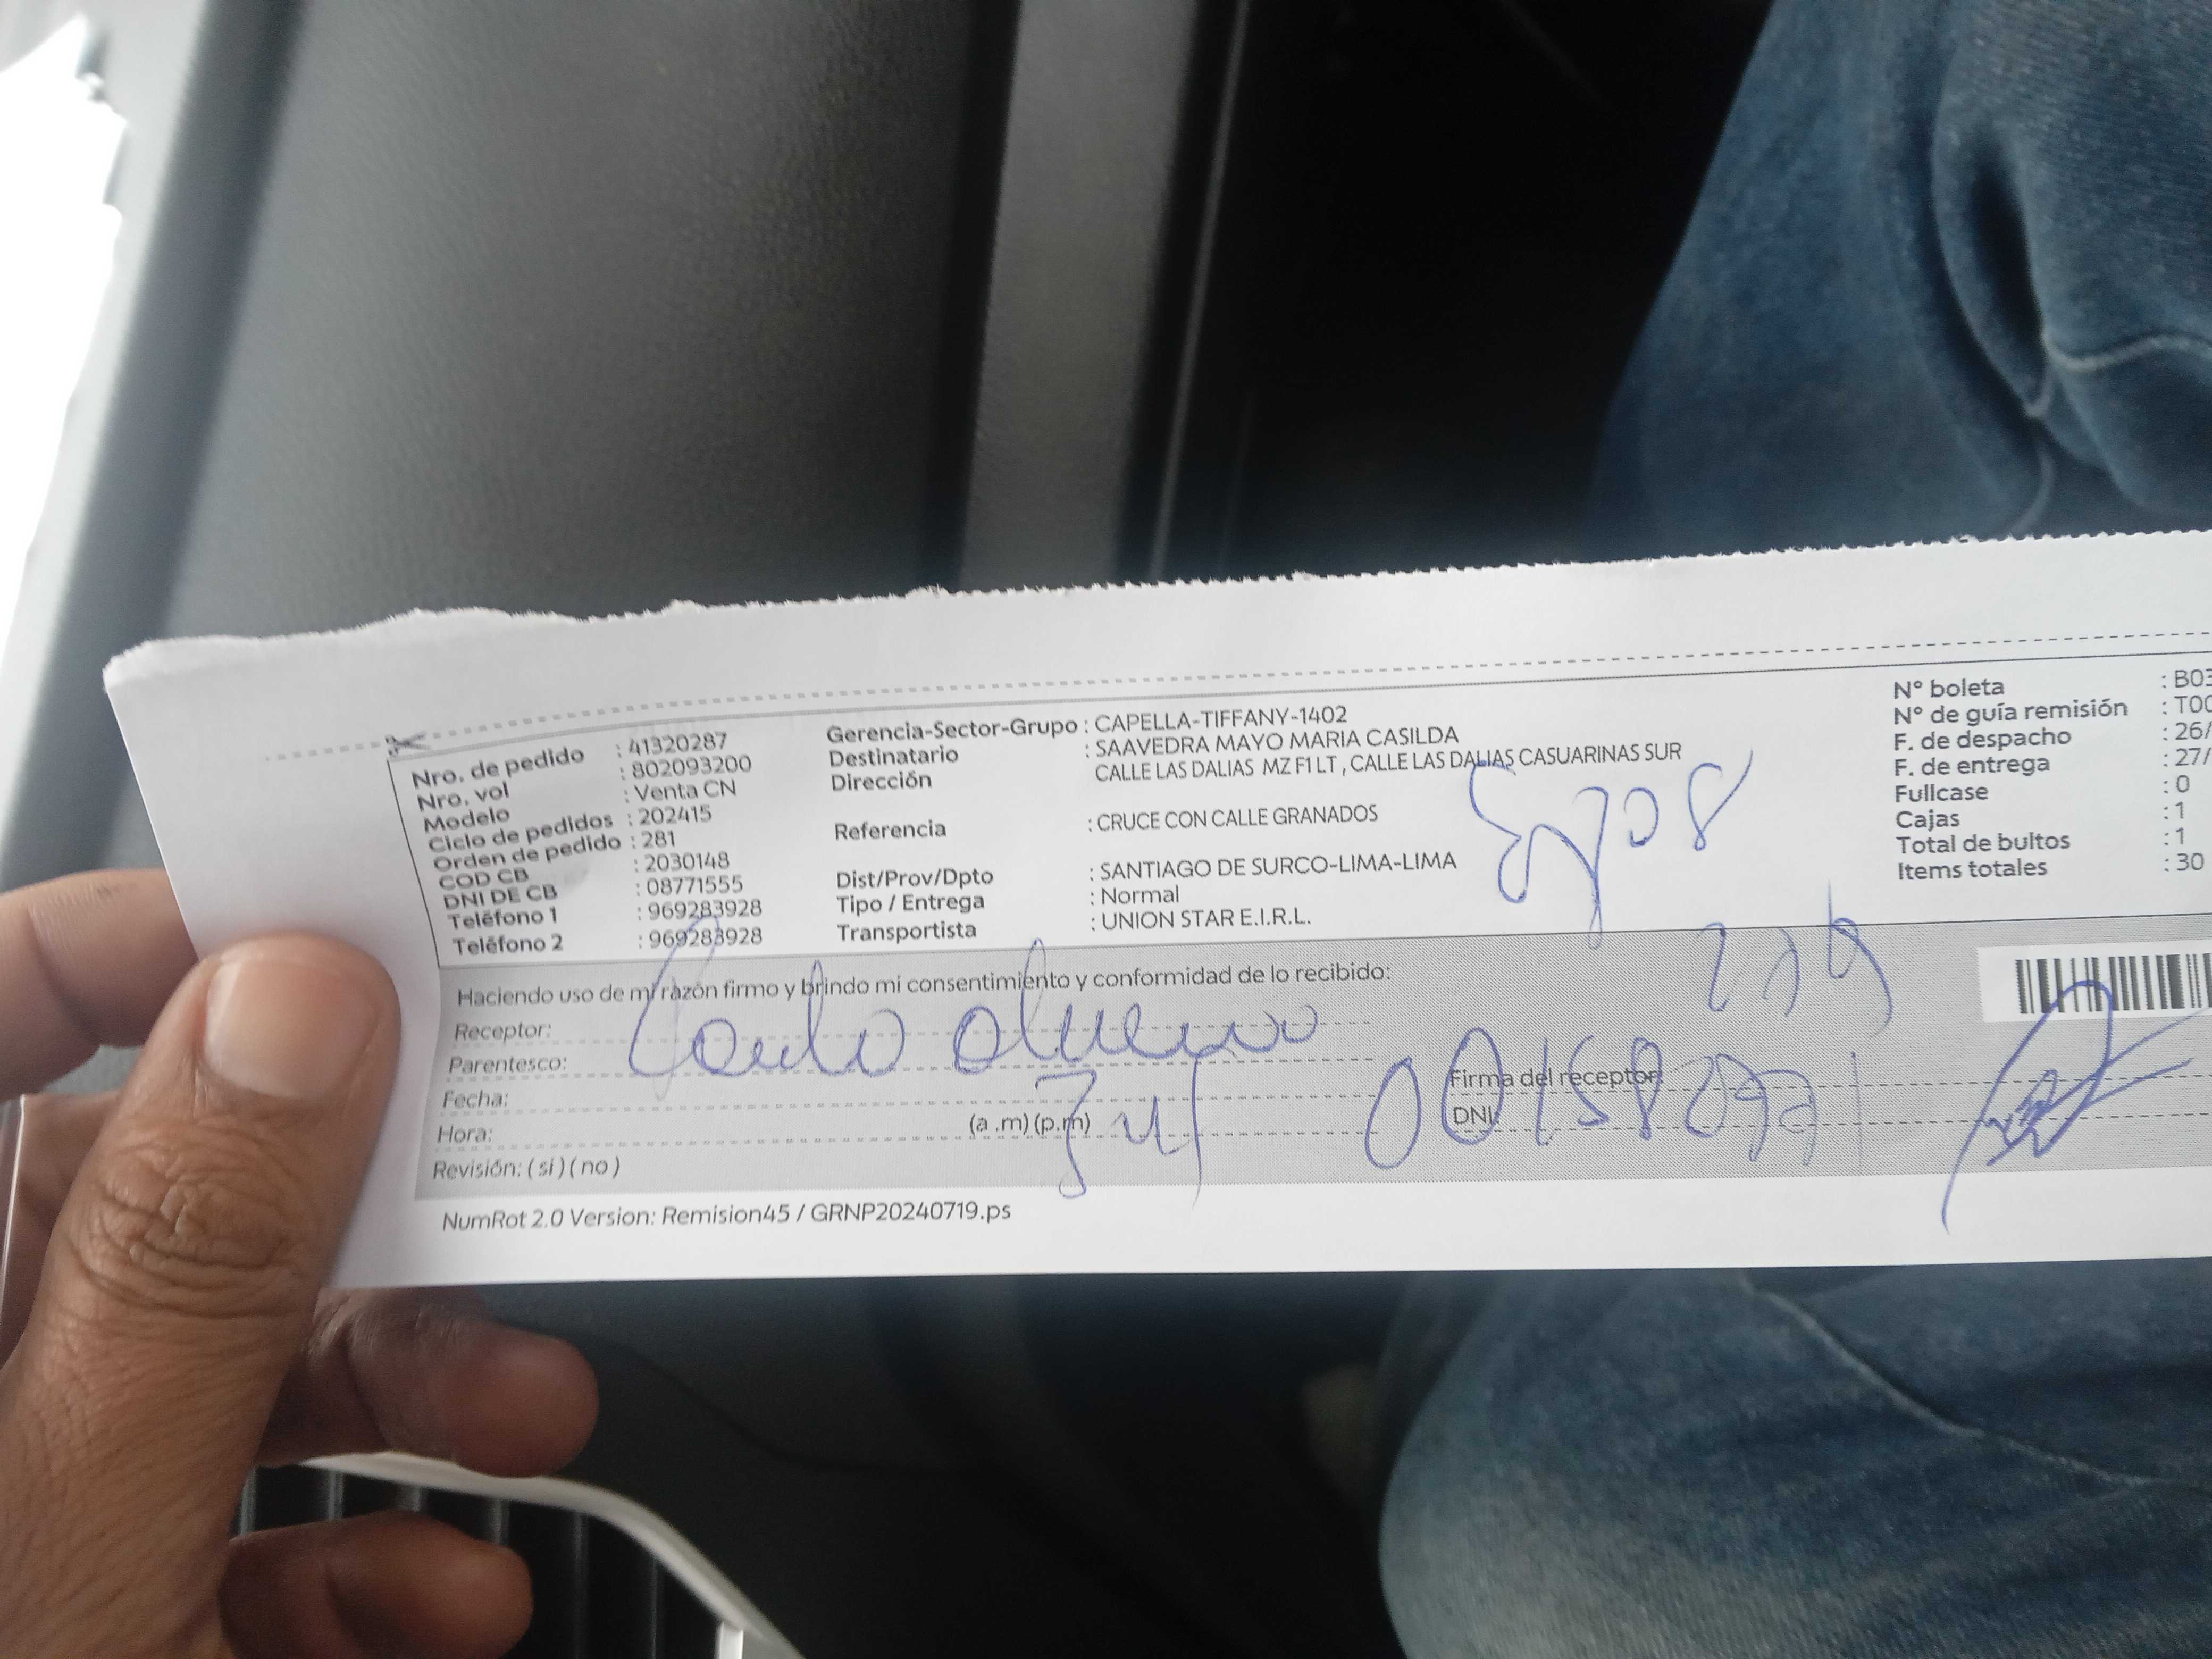 Nro. de pedido : 41320287
Nro. vol : 802093200
Modelo : Venta CN
Ciclo de pedidos : 202415
Orden de pedido : 281
COD CB : 2030148
DNI DE CB : 08771555
Teléfono 1 : 969283928
Teléfono 2 : 969283928
Gerencia-Sector-Grupo : CAPELLA-TIFFANY-1402
Destinatario : SAAVEDRA MAYO MARIA CASILDA
Dirección CALLE LAS DALIAS MZ F1 LT , CALLE LAS DALIAS CASUARINAS SUR
Referencia : CRUCE CON CALLE GRANADOS
Dist/Prov/Dpto : SANTIAGO DE SURCO-LIMA-LIMA
Tipo / Entrega : Normal
Transportista : UNION STAR E.I.R.L.
N° boleta : B03
N° de guía remisión : T00
F. de despacho : 26/
F. de entrega : 27/
Fullcase : 0
Cajas : 1
Total de bultos : 1
Items totales : 30
Haciendo uso de mi razón firmo y brindo mi consentimiento y conformidad de lo recibido:
Receptor:
Parentesco:
Fecha:
Hora: (a .m) (p.m)
Revisión: ( si ) ( no )
Firma del receptor:
DNI
NumRot 2.0 Version: Remision45 / GRNP20240719.ps